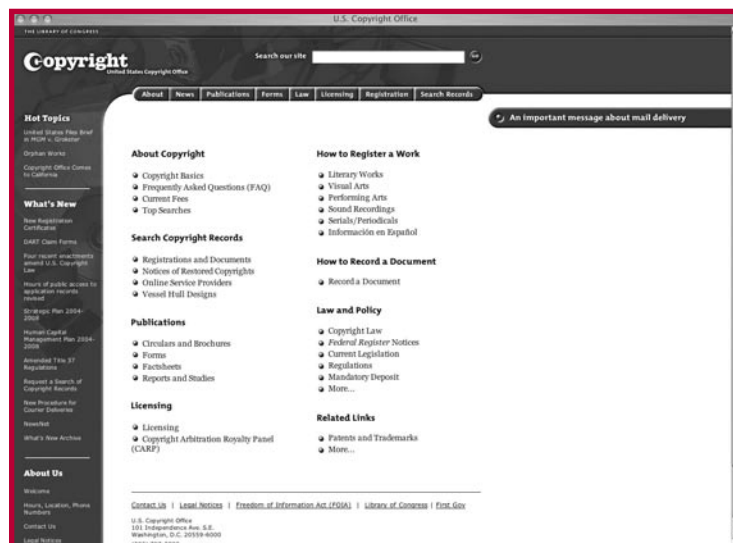 U.S. Copyright Office
THE LIBRARY OF CONGRESS
Copyright
United States Copyright Office
Search our site
GO
About
News
Publications
Forms
Law
Licensing
Registration
Search Records
An important message about mail delivery
Hot Topics
United States Files Brief
in MGM v. Grokster
Orphan Works
Copyright Office Comes
to California
What's New
New Registration
Certificates
DART Claim Forms
Four recent enactments
amend U.S. Copyright
Law
Hours of public access to
application records
revised
Strategic Plan 2004-
2008
Human Capital
Management Plan 2004-
2008
Amended Title 37
Regulations
Request a Search of
Copyright Records
New Procedure for
Courier Deliveries
NewsNet
What's New Archive
About Us
Welcome
Hours, Location, Phone
Numbers
Contact Us
Legal Notices
About Copyright
Copyright Basics
Frequently Asked Questions (FAQ)
Current Fees
Top Searches
Search Copyright Records
Registrations and Documents
Notices of Restored Copyrights
Online Service Providers
Vessel Hull Designs
Publications
Circulars and Brochures
Forms
Factsheets
Reports and Studies
Licensing
Licensing
Copyright Arbitration Royalty Panel
(CARP)
How to Register a Work
Literary Works
Visual Arts
Performing Arts
Sound Recordings
Serials/Periodicals
Información en Español
How to Record a Document
Record a Document
Law and Policy
Copyright Law
Federal Register Notices
Current Legislation
Regulations
Mandatory Deposit
More...
Related Links
Patents and Trademarks
More...
Contact Us | Legal Notices | Freedom of Information Act (FOIA) | Library of Congress | First Gov
U.S. Copyright Office
101 Independence Ave. S.E.
Washington, D.C. 20559-6000